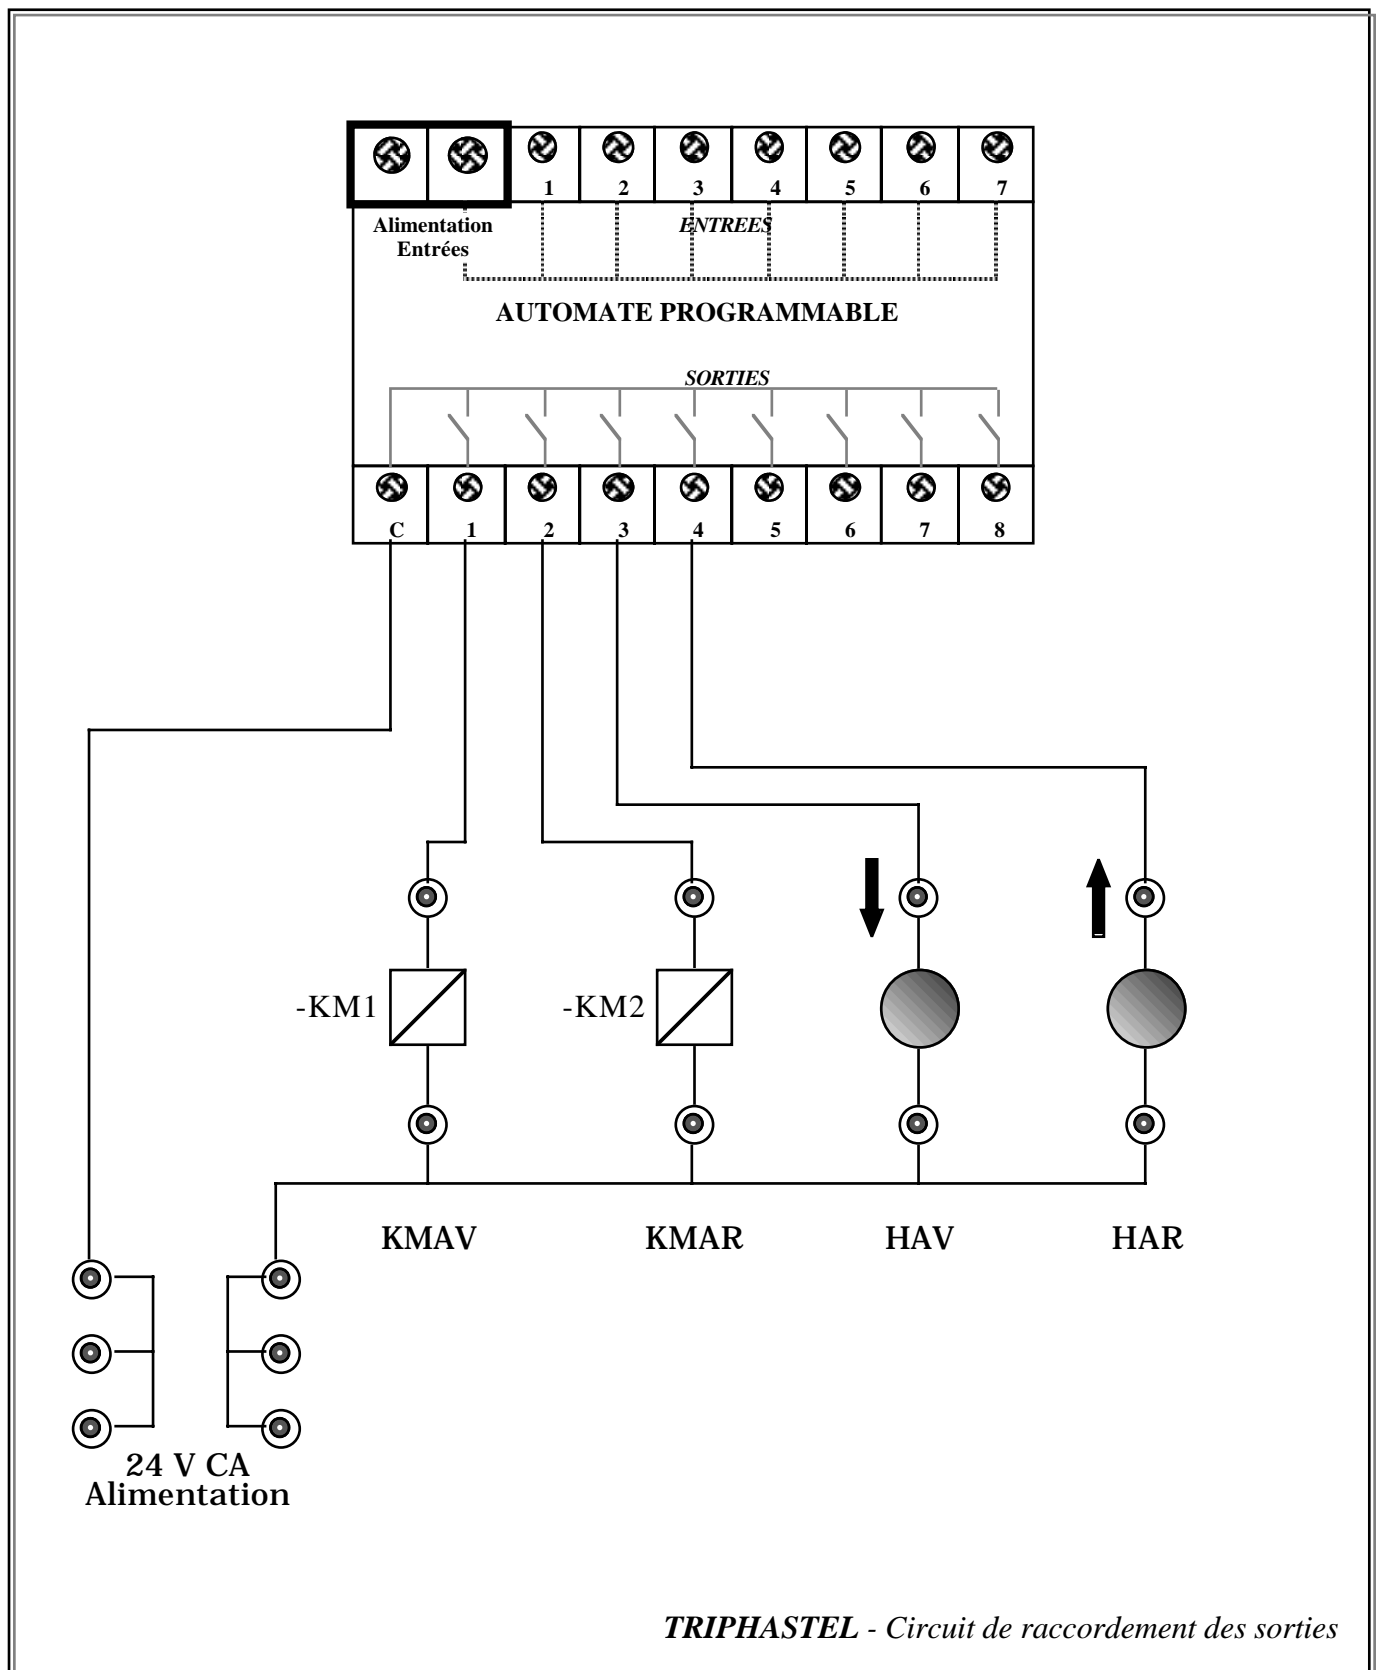 1 2 3 4 5 6 7
Alimentation
Entrées
ENTREES
AUTOMATE PROGRAMMABLE
SORTIES
C 1 2 3 4 5 6 7 8
-KM1
-KM2
KMAV KMAR HAV HAR
24 V CA
Alimentation
TRIPHASTEL - Circuit de raccordement des sorties